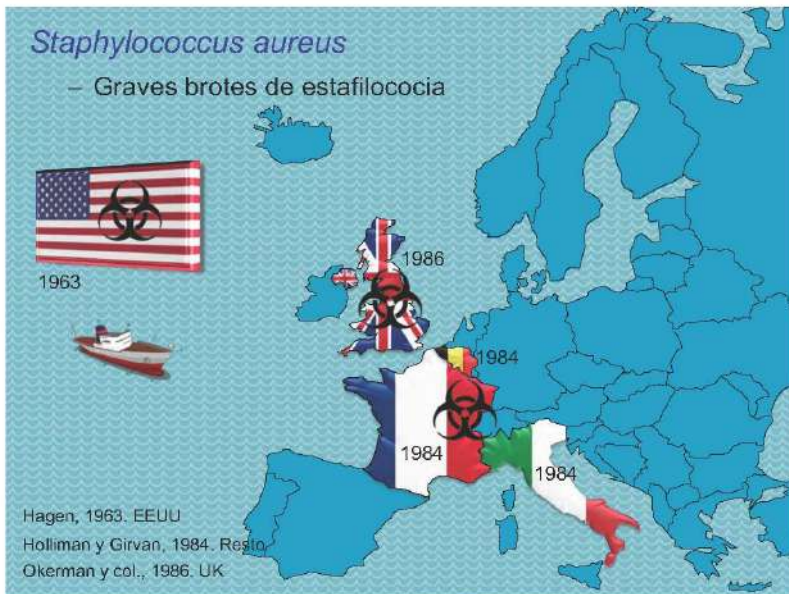 Staphylococcus aureus
– Graves brotes de estafilococia
1963
1986
1984
1984
1984
Hagen, 1963. EEUU
Holliman y Girvan, 1984. Resto
Okerman y col., 1986. UK